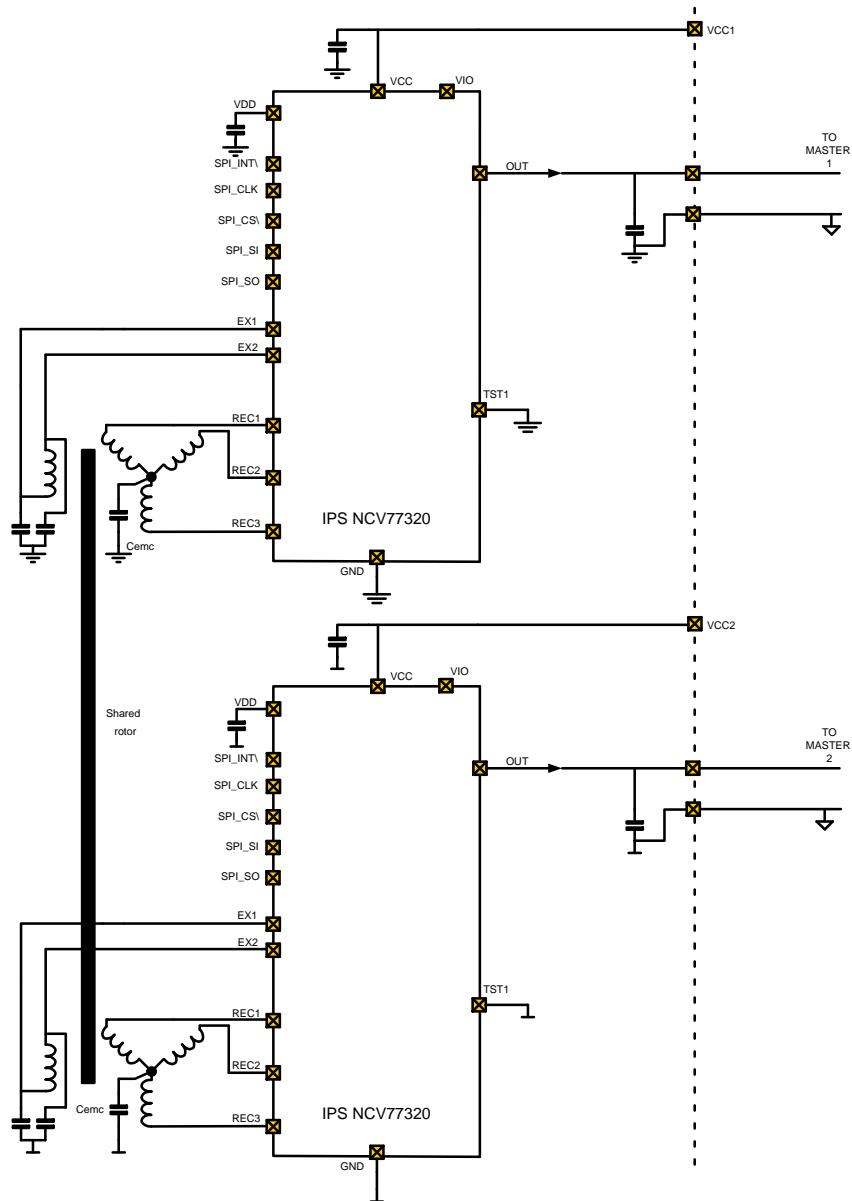 VCC1
VCC
VIO
VDD
SPI_INT\
SPI_CLK
SPI_CS\
SPI_SI
SPI_SO
EX1
EX2
REC1
REC2
REC3
OUT
TO
MASTER
1
TST1
IPS NCV77320
Cemc
GND
VCC2
VCC
VIO
VDD
Shared
rotor
SPI_INT\
SPI_CLK
SPI_CS\
SPI_SI
SPI_SO
EX1
EX2
REC1
REC2
REC3
OUT
TO
MASTER
2
TST1
IPS NCV77320
Cemc
GND